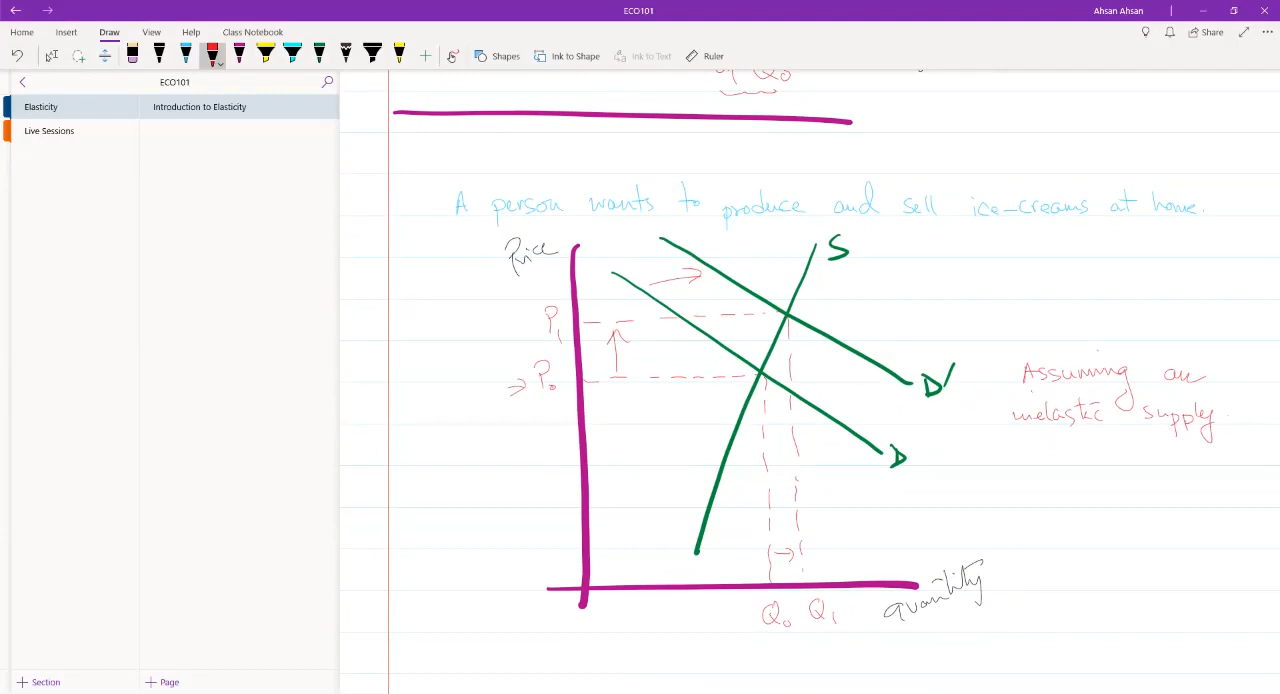 ECO101
Ahsan Ahsan
Home Insert Draw View Help Class Notebook
Share
Shapes Ink to Shape Ink to Text Ruler
ECO101
Elasticity Introduction to Elasticity
Live Sessions
Q₀
A person wants to produce and sell ice-creams at home.
Price
S
P₁
P₀
D'
D
Assuming an
inelastic supply.
Q₀ Q₁
quantity
Section Page